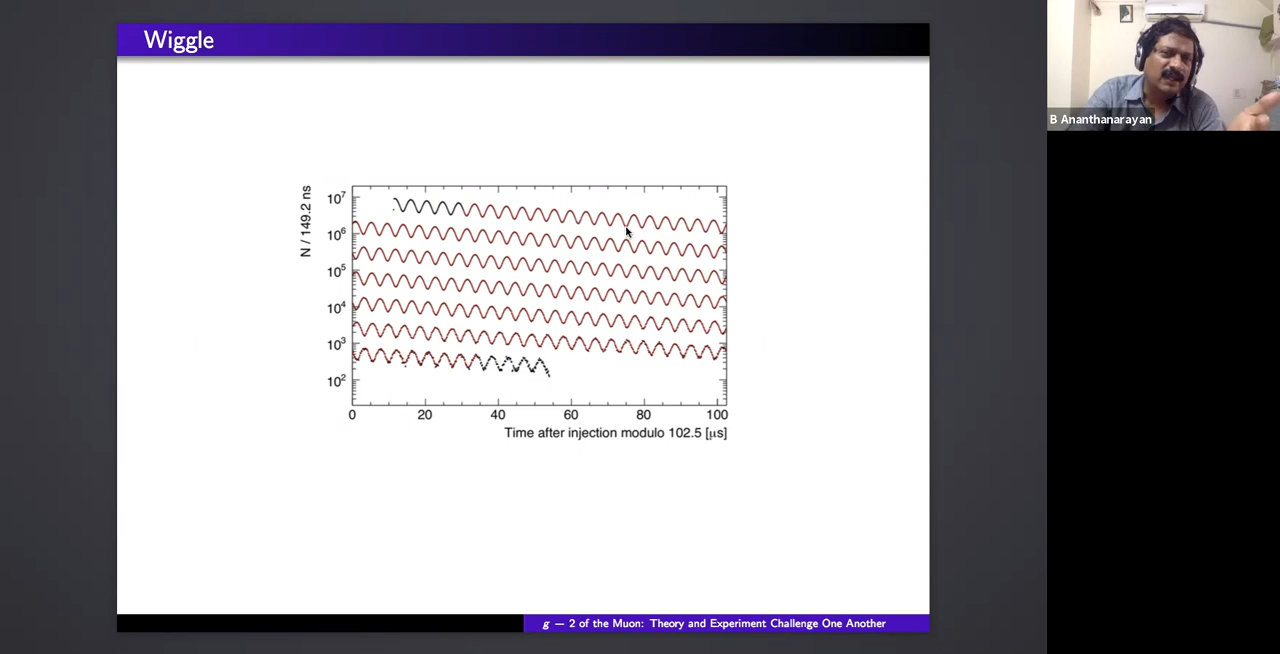 Wiggle
B Ananthanarayan
N / 149.2 ns
10⁷
10⁶
10⁵
10⁴
10³
10²
0 20 40 60 80 100
Time after injection modulo 102.5 [μs]
g — 2 of the Muon: Theory and Experiment Challenge One Another